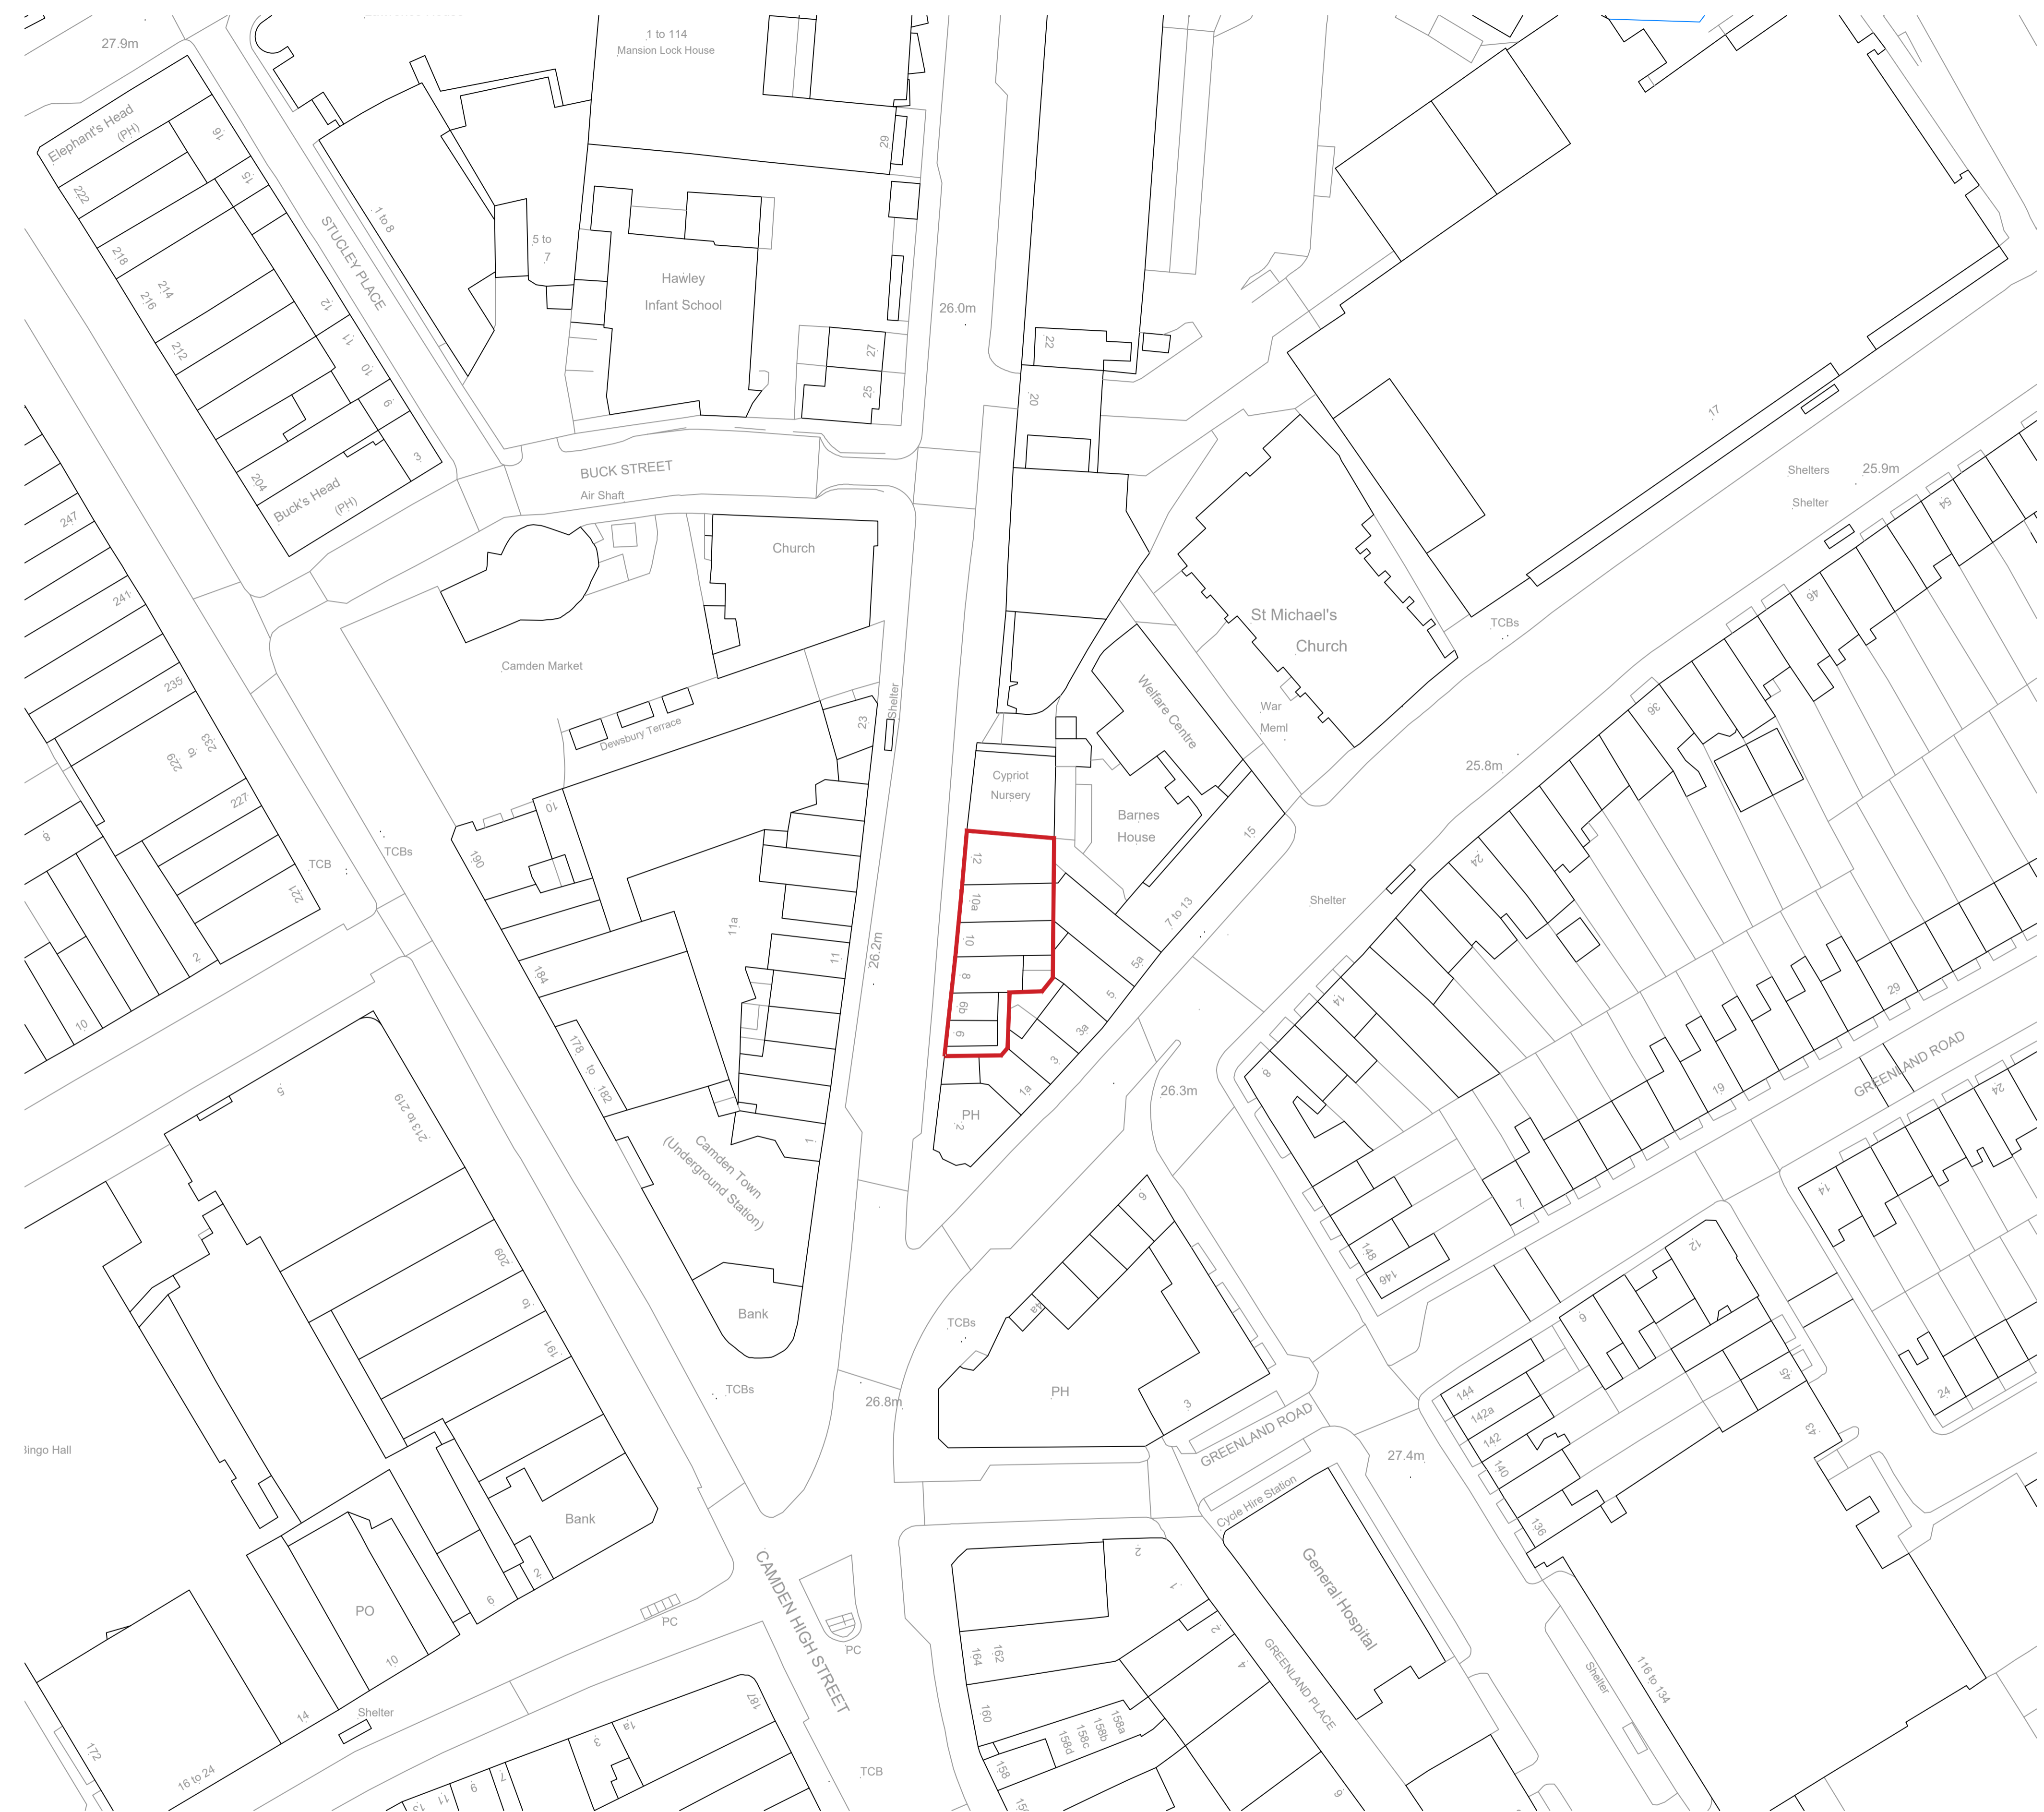 27.9m
1 to 114
Mansion Lock House
Elephant's Head
(PH)
16
15
222
218
214
216
212
12
11
10
9
3
204
Buck's Head
(PH)
STUCLEY PLACE
1 to 8
5 to
7
29
Hawley
Infant School
27
25
26.0m
22
20
17
BUCK STREET
Air Shaft
Church
Camden Market
Dewsbury Terrace
Shelter
23
St Michael's
Church
War
Meml
Welfare Centre
Cypriot
Nursery
Barnes
House
15
7 to 13
TCBs
Shelters
25.9m
Shelter
54
46
36
25.8m
24
Shelter
14
8
247
241
235
233
to
229
227
221
8
2
10
TCB
TCBs
10
190
184
178
to
182
11a
11
1
26.2m
12
10a
10
8
6b
6
5a
5
3a
3
1a
PH
2
26.3m
29
19
7
GREENLAND ROAD
24
14
148
146
12
6
144
142a
142
140
136
45
43
24
5
213 to 219
209
to
191
Camden Town
(Underground Station)
Bank
TCBs
26.8m
TCBs
4a
6
PH
3
GREENLAND ROAD
Cycle Hire Station
27.4m
General Hospital
Bank
PO
10
6
2
14
16 to 24
172
Shelter
PC
PC
CAMDEN HIGH STREET
187
1a
3
7
9
11
13
TCB
2
1
2
4
6
164
162
160
158a
158b
158c
158d
158
GREENLAND PLACE
Shelter
116 to 134